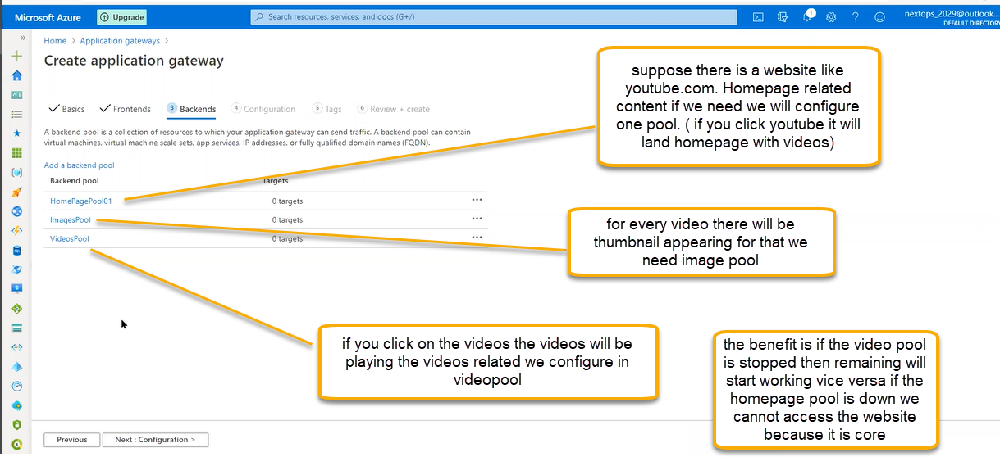 Microsoft Azure
Upgrade
Search resources, services, and docs (G+/)
1
nextops_2029@outlook...
DEFAULT DIRECTORY
»
Home > Application gateways >
Create application gateway
Basics
Frontends
3 Backends
4 Configuration
5 Tags
6 Review + create
A backend pool is a collection of resources to which your application gateway can send traffic. A backend pool can contain
virtual machines, virtual machine scale sets, app services, IP addresses, or fully qualified domain names (FQDN).
Add a backend pool
Backend pool Targets
HomePagePool01 0 targets ...
ImagesPool 0 targets ...
VideosPool 0 targets ...
suppose there is a website like
youtube.com. Homepage related
content if we need we will configure
one pool. ( if you click youtube it will
land homepage with videos)
for every video there will be
thumbnail appearing for that we
need image pool
if you click on the videos the videos will be
playing the videos related we configure in
videopool
the benefit is if the video pool
is stopped then remaining will
start working vice versa if the
homepage pool is down we
cannot access the website
because it is core
Previous
Next : Configuration >